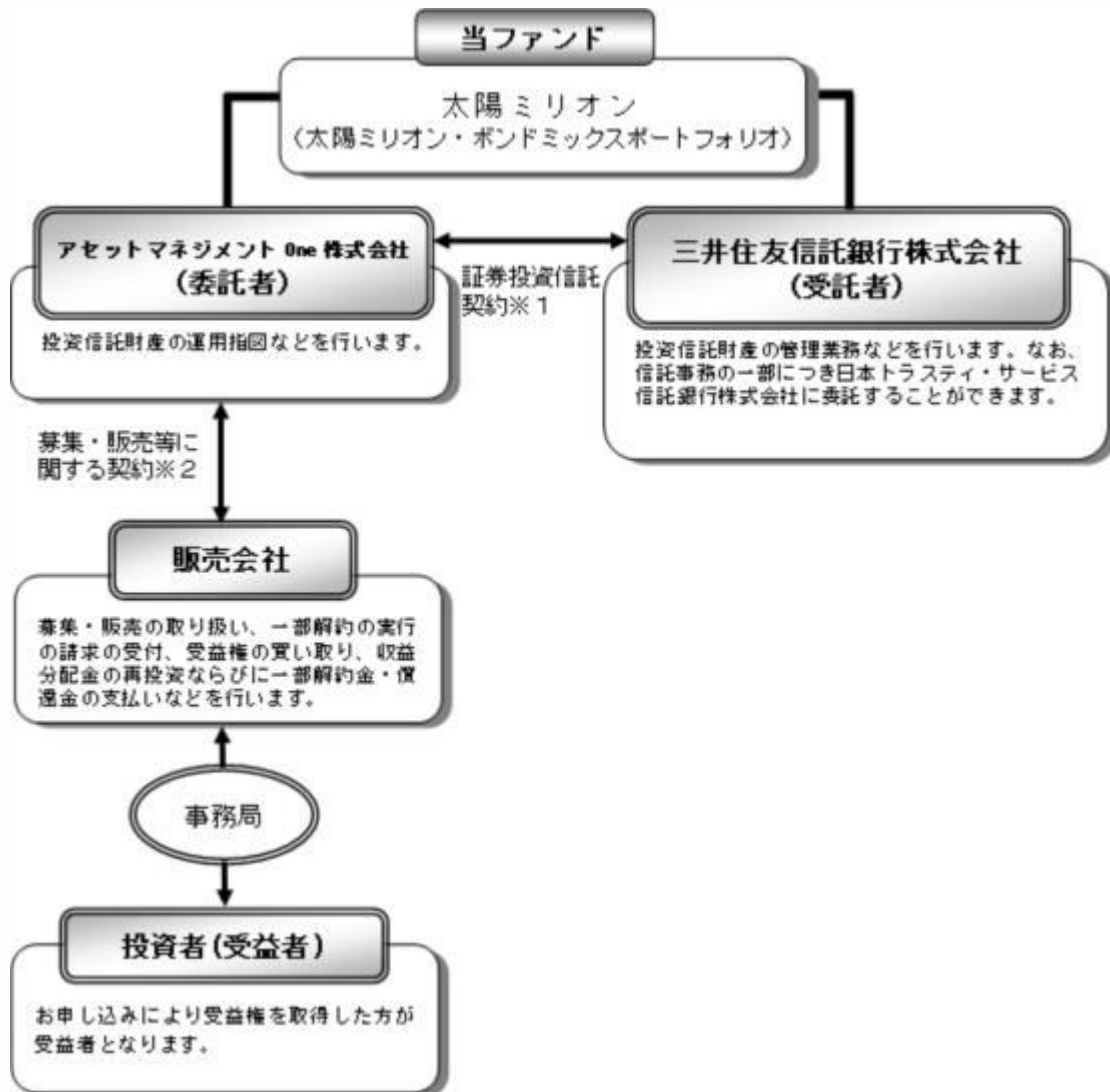 当ファンド
太陽ミリオン
〈太陽ミリオン・ボンドミックスポートフォリオ〉
アセットマネジメント One 株式会社
(委託者)
投資信託財産の運用指図などを行います。
証券投資信託
契約※1
三井住友信託銀行株式会社
(受託者)
投資信託財産の管理業務などを行います。なお、
信託事務の一部につき日本トラスティ・サービス
信託銀行株式会社に委託することができます。
募集・販売等に
関する契約※2
販売会社
募集・販売の取り扱い、一部解約の実行
の請求の受付、受益権の買い取り、収益
分配金の再投資ならびに一部解約金・償
還金の支払いなどを行います。
事務局
投資者(受益者)
お申し込みにより受益権を取得した方が
受益者となります。